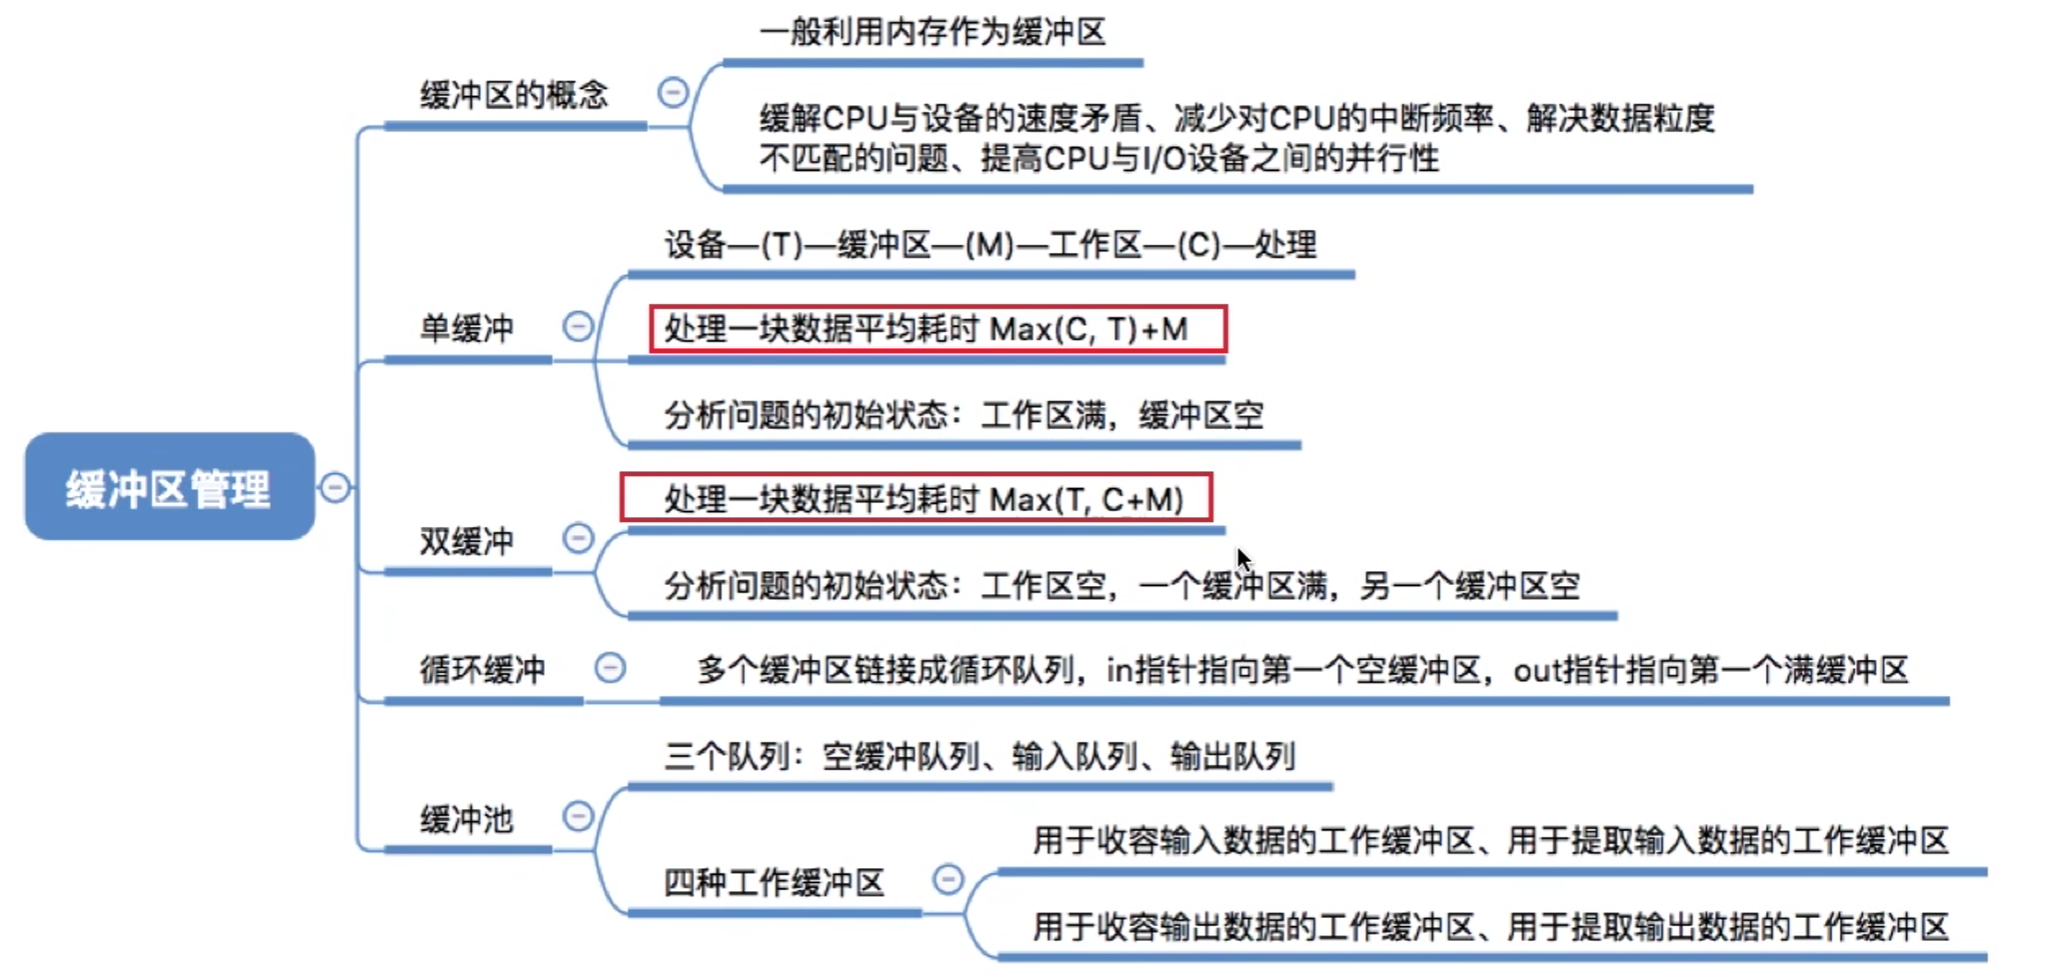 一般利用内存作为缓冲区
缓冲区的概念
缓解CPU与设备的速度矛盾、减少对CPU的中断频率、解决数据粒度
不匹配的问题、提高CPU与I/O设备之间的并行性
设备—(T)—缓冲区—(M)—工作区—(C)—处理
单缓冲
处理一块数据平均耗时 Max(C, T)+M
分析问题的初始状态：工作区满，缓冲区空
缓冲区管理
处理一块数据平均耗时 Max(T, C+M)
双缓冲
分析问题的初始状态：工作区空，一个缓冲区满，另一个缓冲区空
循环缓冲
多个缓冲区链接成循环队列，in指针指向第一个空缓冲区，out指针指向第一个满缓冲区
三个队列：空缓冲队列、输入队列、输出队列
缓冲池
四种工作缓冲区
用于收容输入数据的工作缓冲区、用于提取输入数据的工作缓冲区
用于收容输出数据的工作缓冲区、用于提取输出数据的工作缓冲区